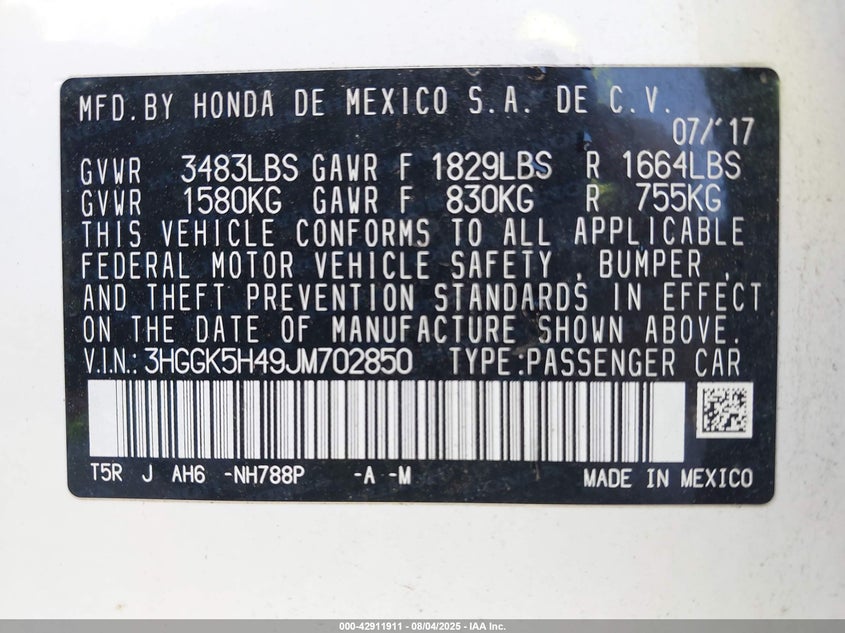 MFD.BY HONDA DE MEXICO S.A. DE C.V.
07/'17
GVWR 3483LBS GAWR F 1829LBS R 1664LBS
GVWR 1580KG GAWR F 830KG R 755KG
THIS VEHICLE CONFORMS TO ALL APPLICABLE
FEDERAL MOTOR VEHICLE SAFETY , BUMPER ,
AND THEFT PREVENTION STANDARDS IN EFFECT
ON THE DATE OF MANUFACTURE SHOWN ABOVE.
V.I.N.: 3HGGK5H49JM702850 TYPE:PASSENGER CAR
T5R J AH6 -NH788P -A -M MADE IN MEXICO
000-42911911 - 08/04/2025 - IAA Inc.